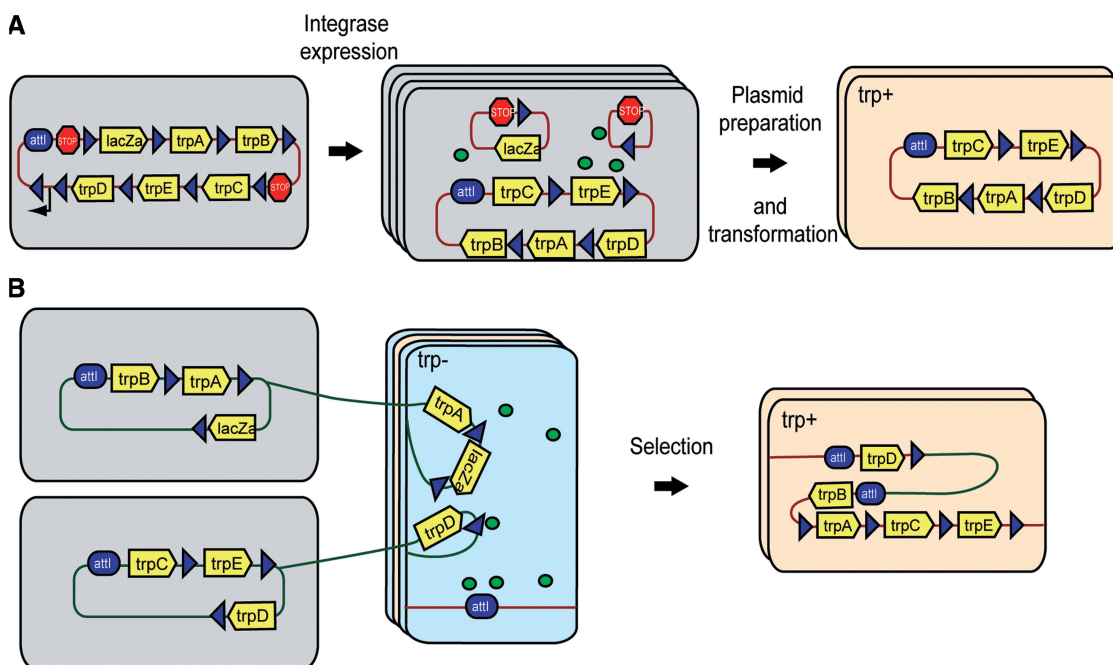 A
Integrase
expression
attI STOP lacZa trpA trpB
trpD trpE trpC STOP
STOP STOP
lacZa
attI trpC trpE
trpB trpA trpD
Plasmid
preparation
and
transformation
trp+
attI trpC trpE
trpB trpA trpD
B
attI trpB trpA
lacZa
attI trpC trpE
trpD
trp-
trpA
lacZa
trpD
attI
Selection
trp+
attI trpD
trpB attI
trpA trpC trpE